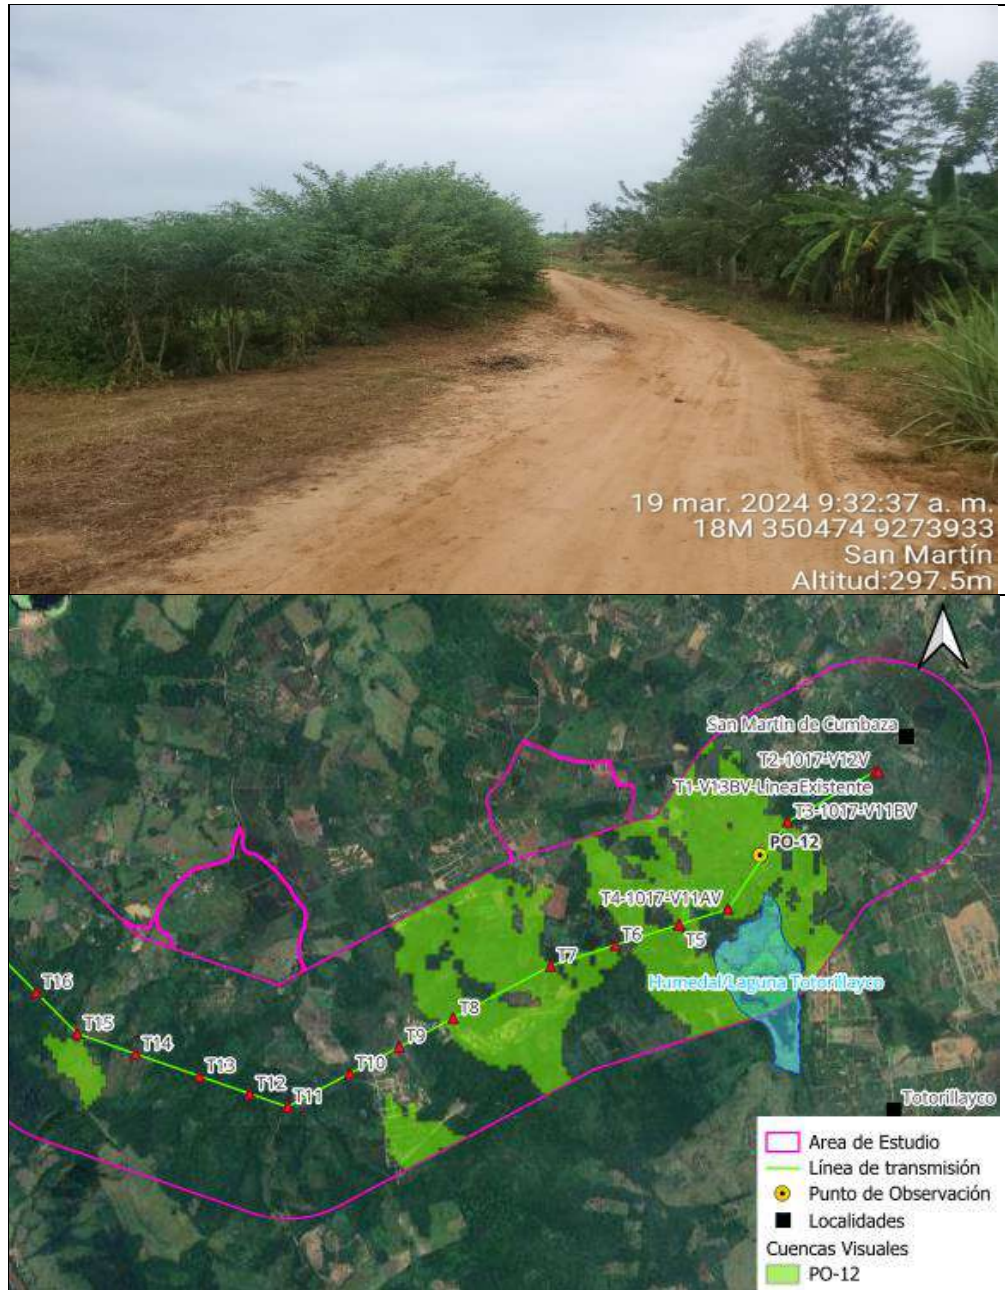 19 mar. 2024 9:32:37 a. m.
18M 350474 9273933
San Martín
Altitud:297.5m
San Martin de Cumbaza
T2-1017-V12V
T1-V13BV-LineaExistente
T3-1017-V11BV
PO-12
T4-1017-V11AV
T5
T6
T7
Humedal/Laguna Totorillayco
T16
T8
T15
T9
T14
T10
T13
T12
T11
Totorillayco
Area de Estudio
Línea de transmisión
Punto de Observación
Localidades
Cuencas Visuales
PO-12